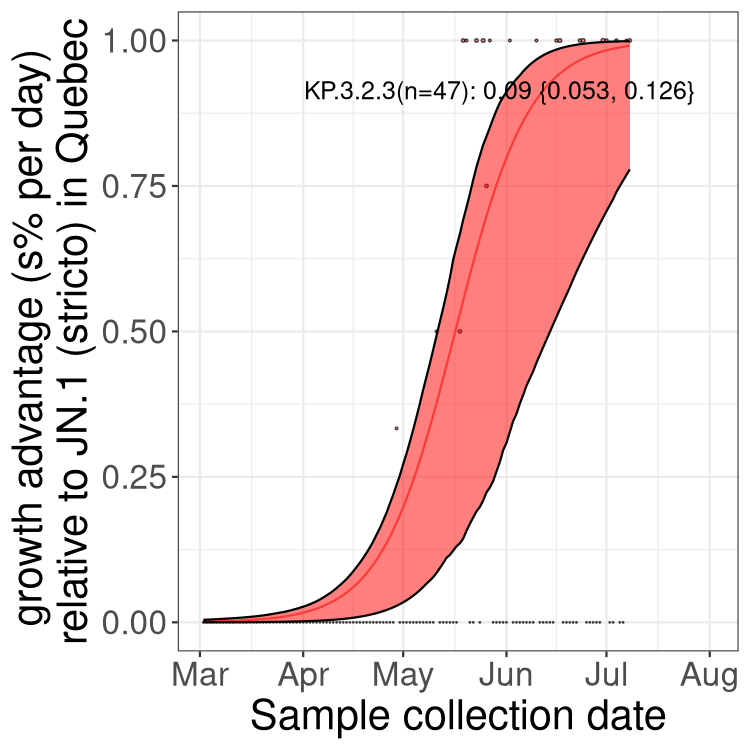 growth advantage (s% per day)
relative to JN.1 (stricto) in Quebec
1.00
0.75
0.50
0.25
0.00
KP.3.2.3(n=47): 0.09 {0.053, 0.126}
Mar Apr May Jun Jul Aug
Sample collection date